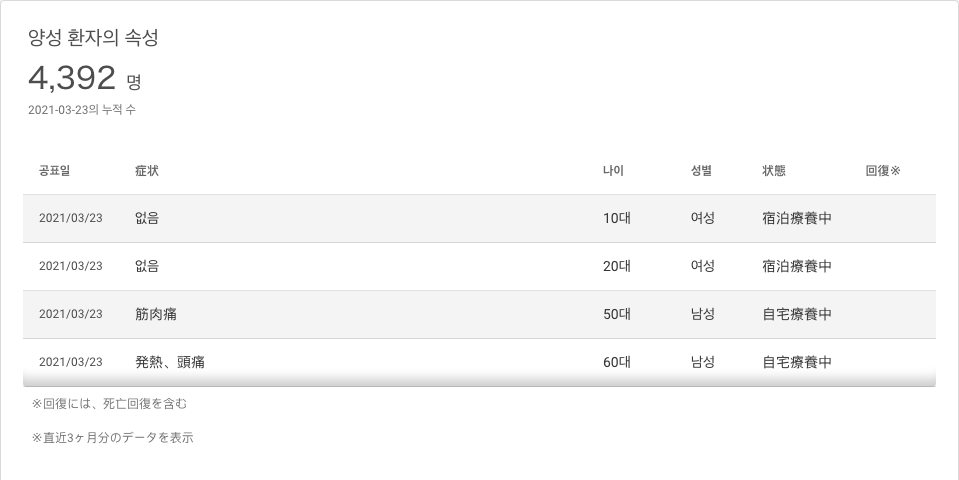 양성 환자의 속성
4,392 명
2021-03-23의 누적 수
공표일 症状 나이 성별 状態 回復※
2021/03/23 없음 10대 여성 宿泊療養中
2021/03/23 없음 20대 여성 宿泊療養中
2021/03/23 筋肉痛 50대 남성 自宅療養中
2021/03/23 発熱、頭痛 60대 남성 自宅療養中
※回復には、死亡回復を含む
※直近3ヶ月分のデータを表示